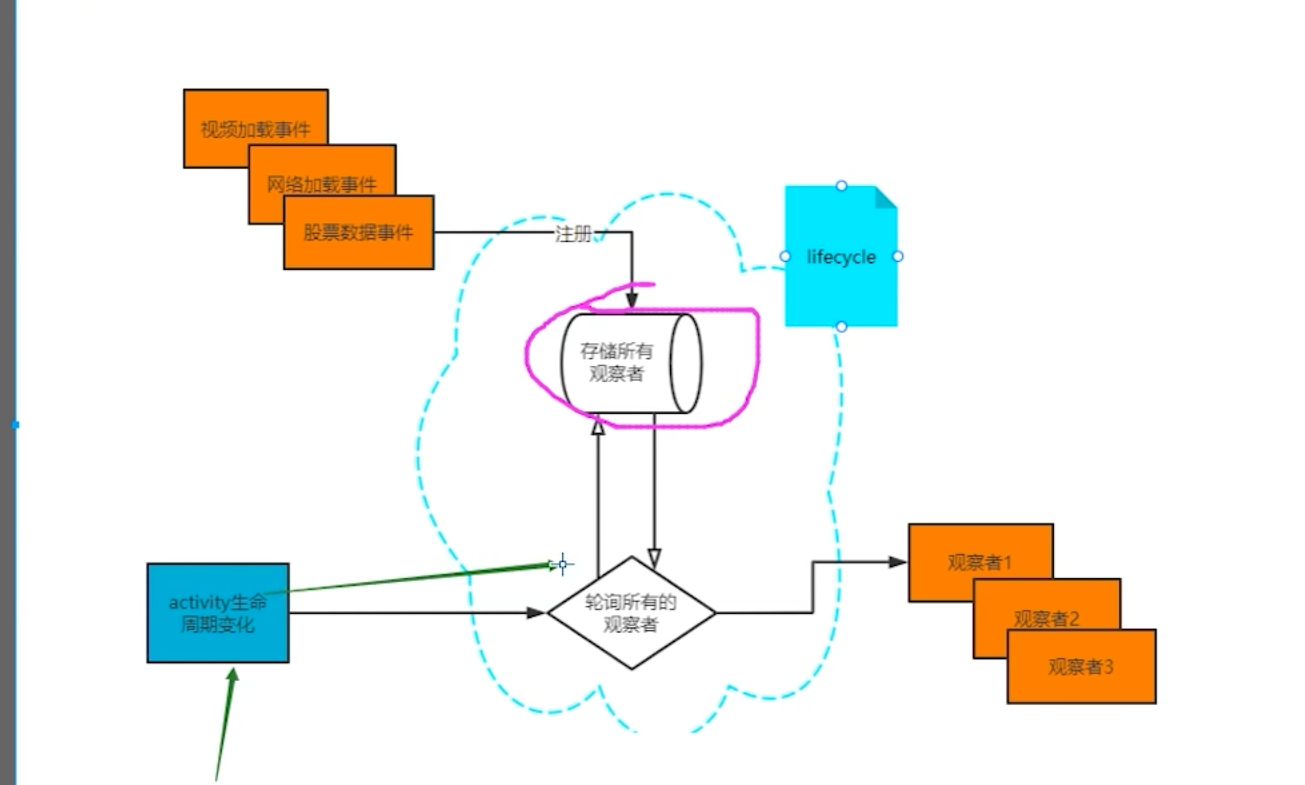 视频加载事件
网络加载事件
股票数据事件
注册
lifecycle
存储所有
观察者
activity生命
周期变化
轮询所有的
观察者
观察者1
观察者2
观察者3